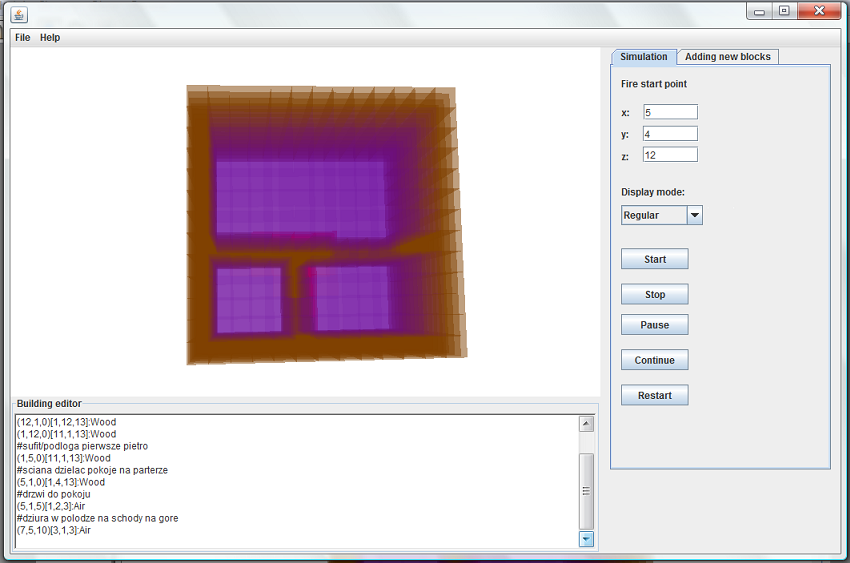 File Help
Simulation
Adding new blocks
Fire start point
x: 5
y: 4
z: 12
Display mode:
Regular
Start
Stop
Pause
Continue
Restart
Building editor
(12,1,0)[1,12,13]:Wood
(1,12,0)[11,1,13]:Wood
#sufit/podloga pierwsze pietro
(1,5,0)[11,1,13]:Wood
#sciana dzielac pokoje na parterze
(5,1,0)[1,4,13]:Wood
#drzwi do pokoju
(5,1,5)[1,2,3]:Air
#dziura w polodze na schody na gore
(7,5,10)[3,1,3]:Air